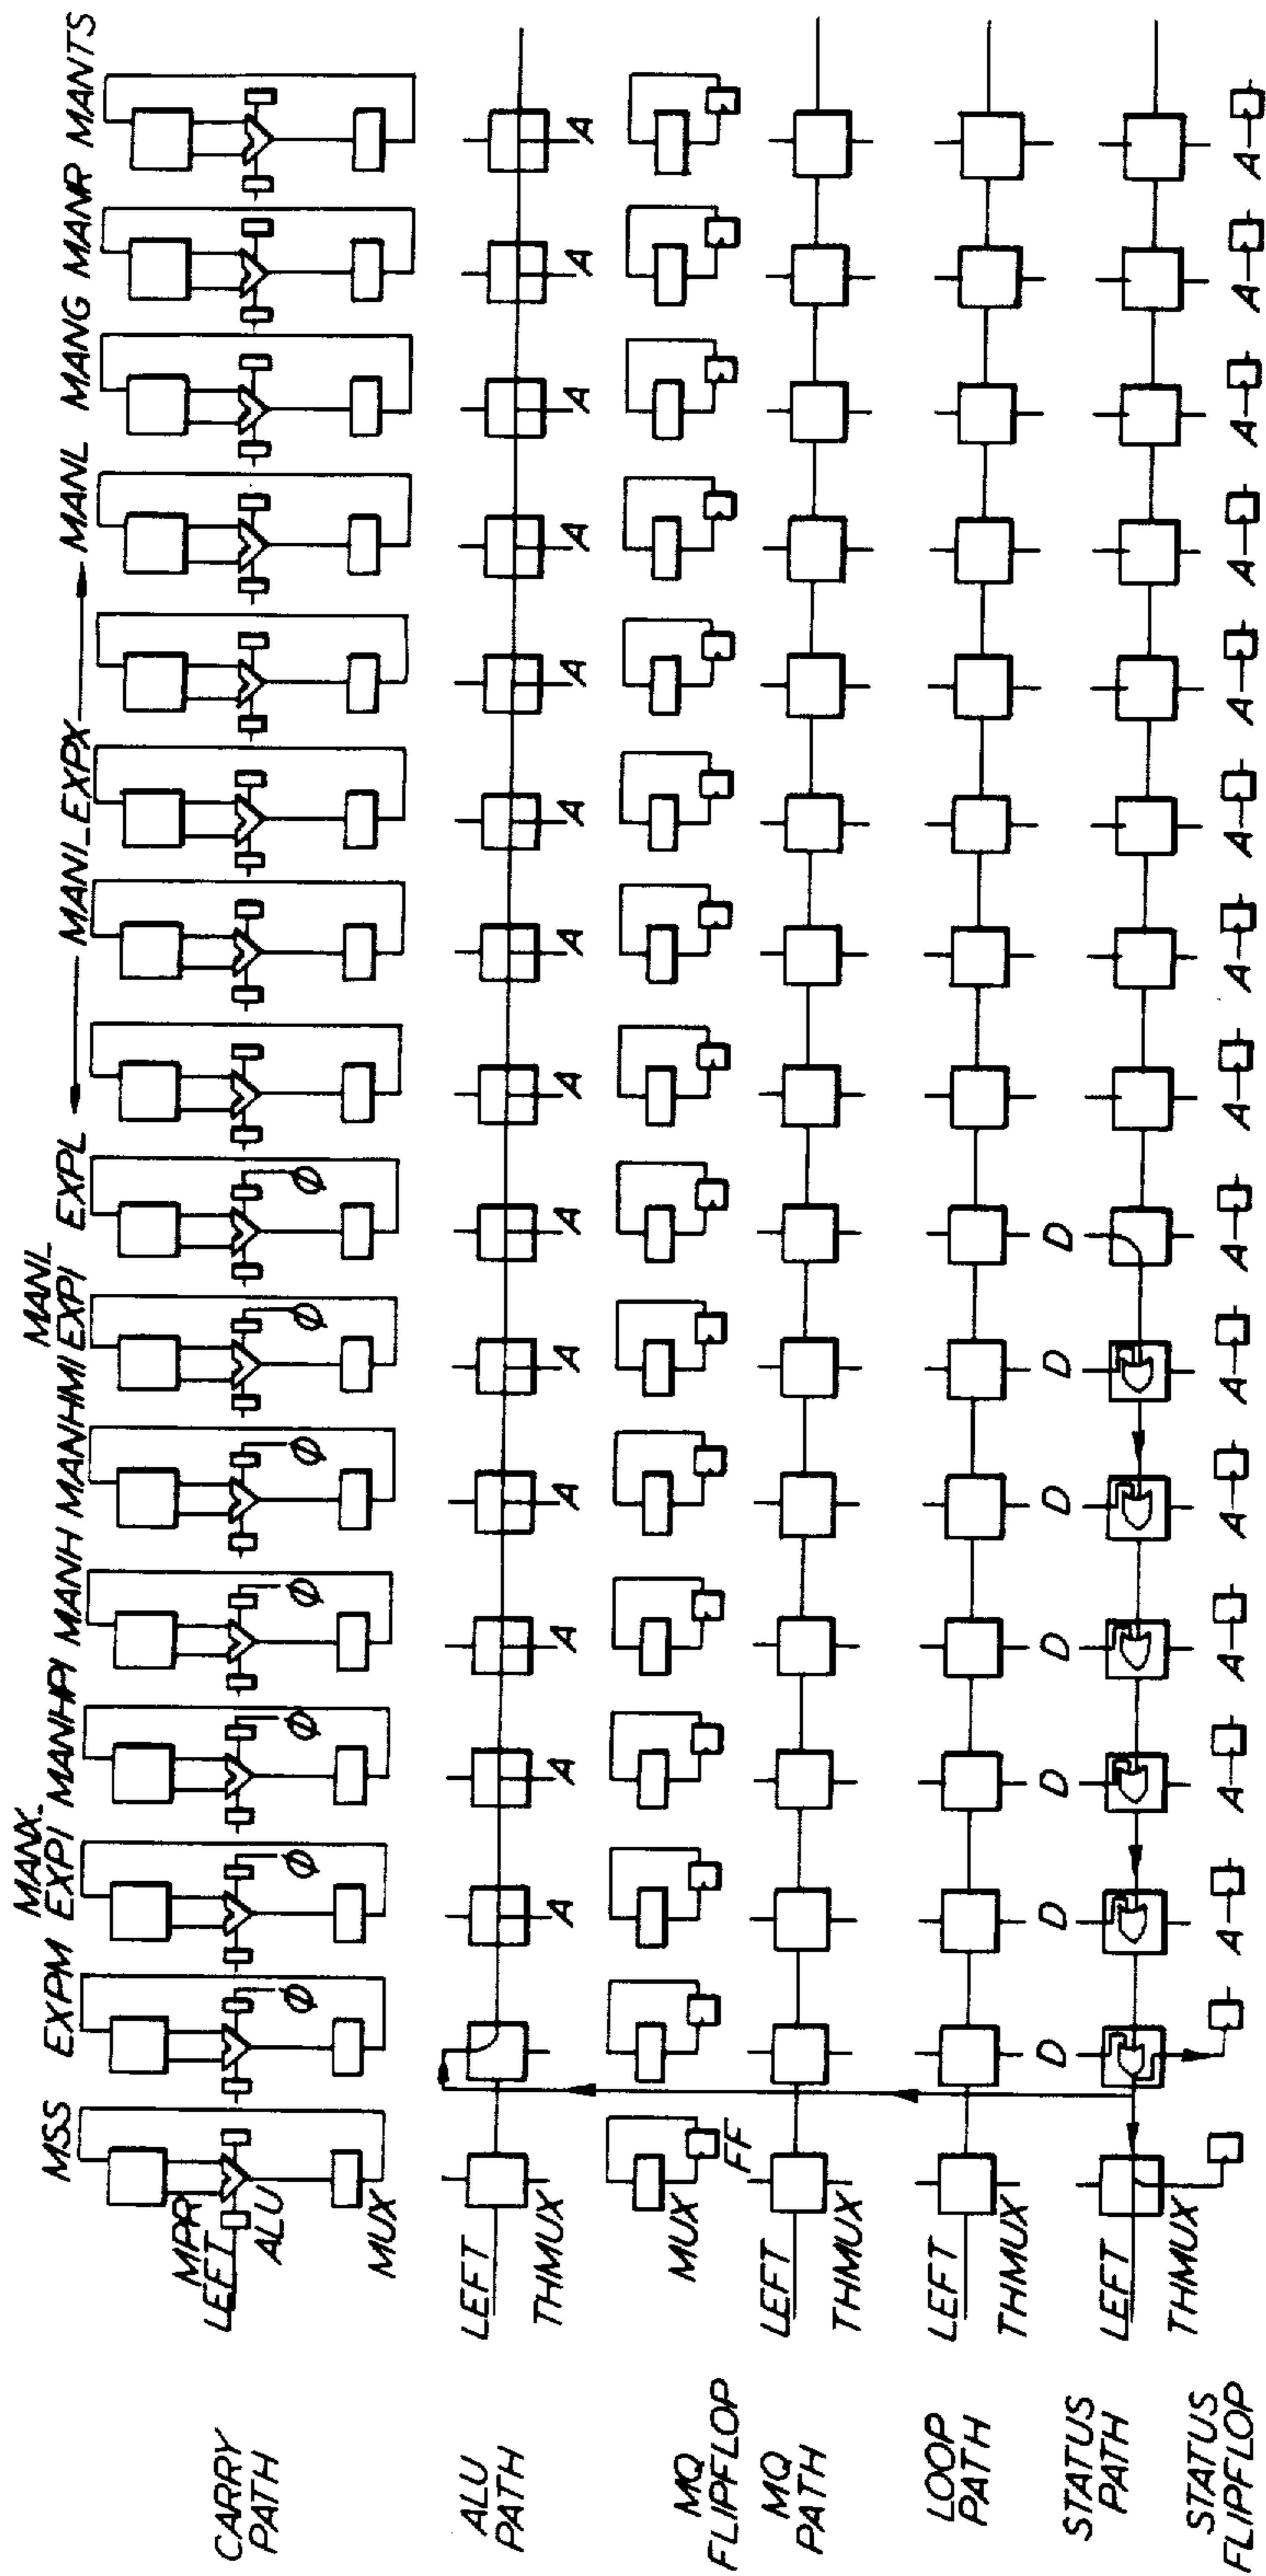 MSS EXPM MANX_ EXPI MANHPI MANH MANHMI MANI_ EXPI EXPL MANI_EXPX MANL MANG MANR MANTS
CARRY PATH
MPR
LEFT
ALU
Ø Ø Ø Ø Ø Ø Ø
MUX
ALU PATH
LEFT
THMUX
A A A A A A A A A A A A A A
MQ FLIPFLOP
MUX
FF
MQ PATH
LEFT
THMUX
LOOP PATH
LEFT
THMUX
D D D D D D D
STATUS PATH
LEFT
THMUX
STATUS FLIPFLOP
A A A A A A A A A A A A A A